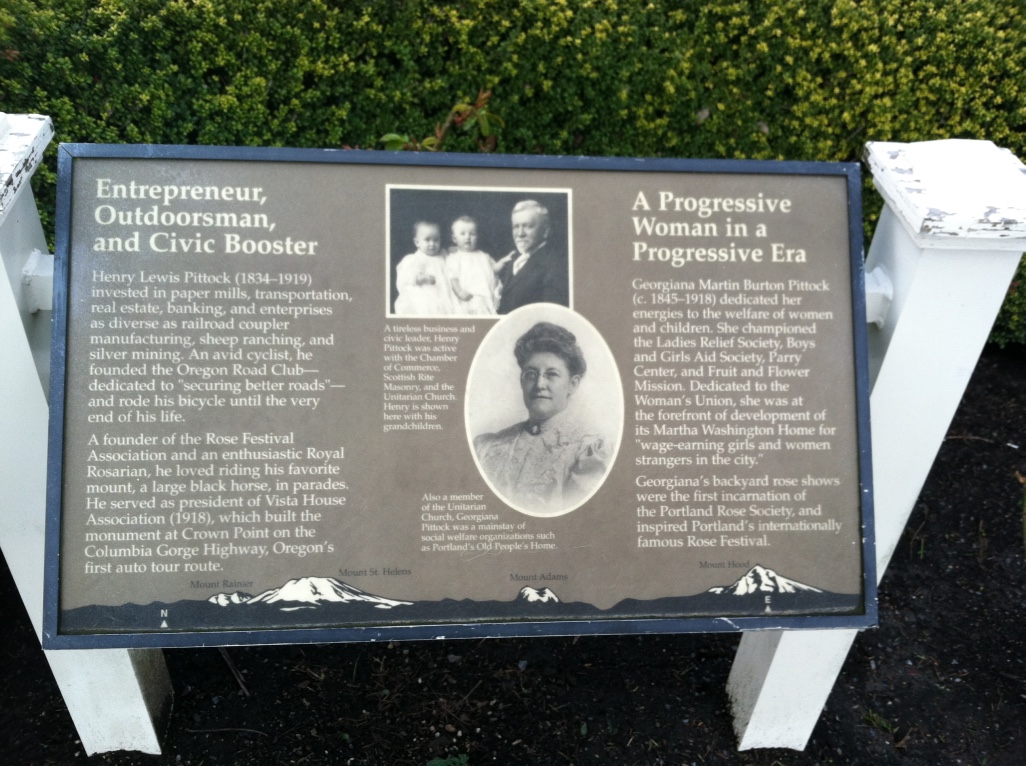 Entrepreneur,
Outdoorsman,
and Civic Booster
Henry Lewis Pittock (1834–1919)
invested in paper mills, transportation,
real estate, banking, and enterprises
as diverse as railroad coupler
manufacturing, sheep ranching, and
silver mining. An avid cyclist, he
founded the Oregon Road Club—
dedicated to "securing better roads"—
and rode his bicycle until the very
end of his life.
A founder of the Rose Festival
Association and an enthusiastic Royal
Rosarian, he loved riding his favorite
mount, a large black horse, in parades.
He served as president of Vista House
Association (1918), which built the
monument at Crown Point on the
Columbia Gorge Highway, Oregon's
first auto tour route.
A tireless business and
civic leader, Henry
Pittock was active
with the Chamber
of Commerce,
Scottish Rite
Masonry, and the
Unitarian Church.
Henry is shown
here with his
grandchildren.
Also a member
of the Unitarian
Church, Georgiana
Pittock was a mainstay of
social welfare organizations such
as Portland's Old People's Home.
A Progressive
Woman in a
Progressive Era
Georgiana Martin Burton Pittock
(c. 1845–1918) dedicated her
energies to the welfare of women
and children. She championed
the Ladies Relief Society, Boys
and Girls Aid Society, Parry
Center, and Fruit and Flower
Mission. Dedicated to the
Woman's Union, she was at
the forefront of development of
its Martha Washington Home for
"wage-earning girls and women
strangers in the city."
Georgiana's backyard rose shows
were the first incarnation of
the Portland Rose Society, and
inspired Portland's internationally
famous Rose Festival.
Mount Rainier
Mount St. Helens
Mount Adams
Mount Hood
N
E